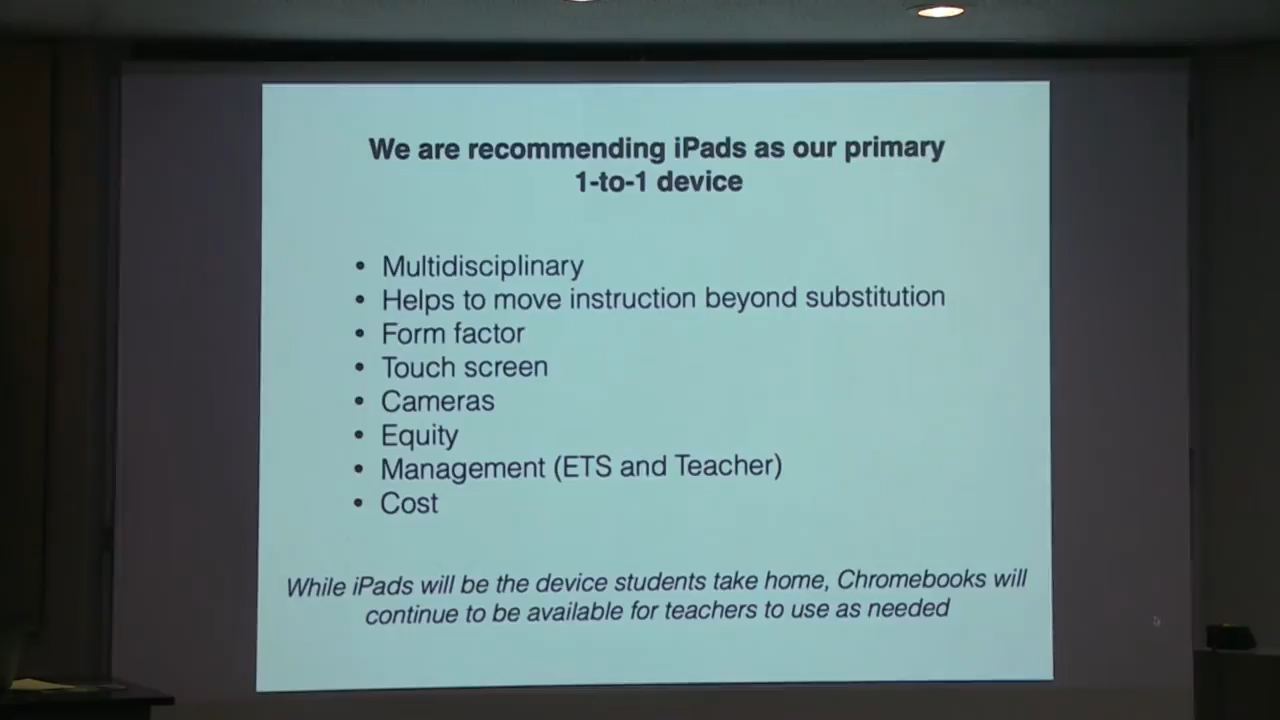 We are recommending iPads as our primary
1-to-1 device
• Multidisciplinary
• Helps to move instruction beyond substitution
• Form factor
• Touch screen
• Cameras
• Equity
• Management (ETS and Teacher)
• Cost
While iPads will be the device students take home, Chromebooks will
continue to be available for teachers to use as needed